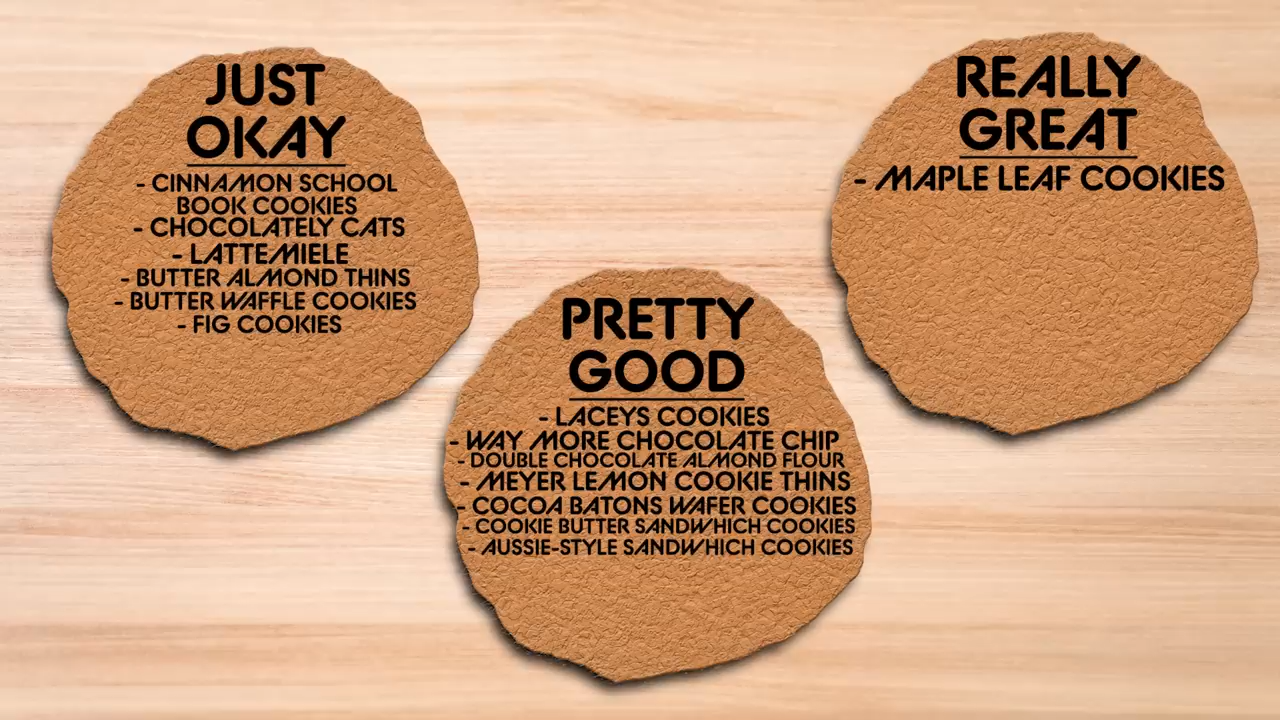 JUST
OKAY
- CINNAMON SCHOOL
BOOK COOKIES
- CHOCOLATELY CATS
- LATTEMIELE
- BUTTER ALMOND THINS
- BUTTER WAFFLE COOKIES
- FIG COOKIES
PRETTY
GOOD
- LACEYS COOKIES
- WAY MORE CHOCOLATE CHIP
- DOUBLE CHOCOLATE ALMOND FLOUR
- MEYER LEMON COOKIE THINS
- COCOA BATONS WAFER COOKIES
- COOKIE BUTTER SANDWHICH COOKIES
- AUSSIE-STYLE SANDWHICH COOKIES
REALLY
GREAT
- MAPLE LEAF COOKIES